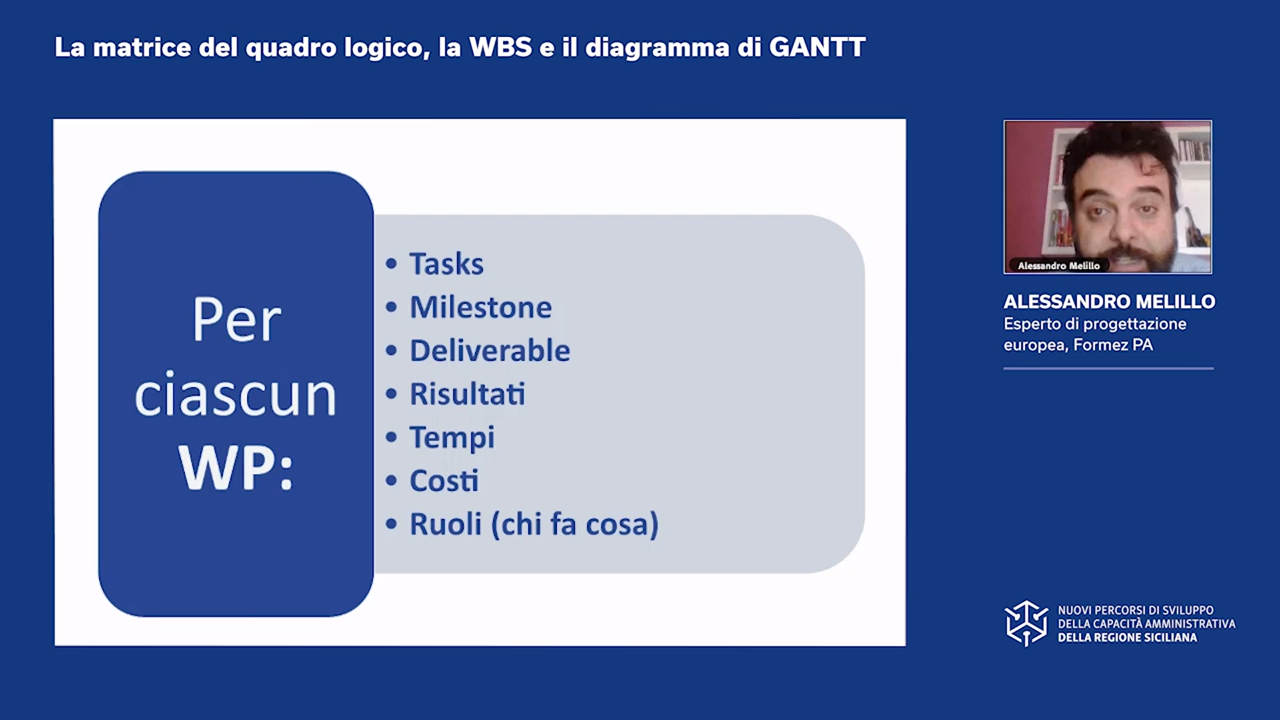 La matrice del quadro logico, la WBS e il diagramma di GANTT
Per
ciascun
WP:
• Tasks
• Milestone
• Deliverable
• Risultati
• Tempi
• Costi
• Ruoli (chi fa cosa)
Alessandro Melillo
ALESSANDRO MELILLO
Esperto di progettazione
europea, Formez PA
NUOVI PERCORSI DI SVILUPPO
DELLA CAPACITÀ AMMINISTRATIVA
DELLA REGIONE SICILIANA